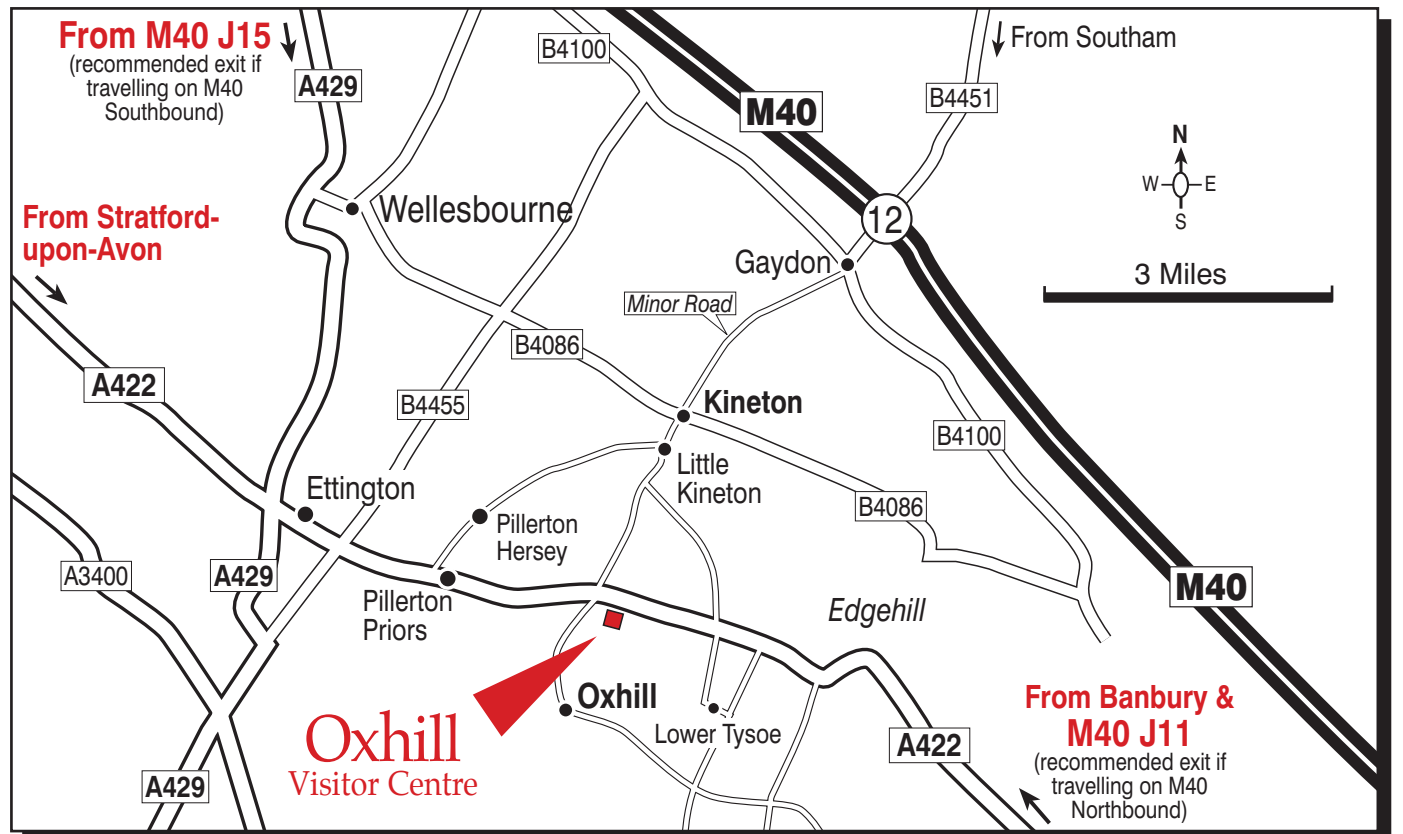 From M40 J15
(recommended exit if
travelling on M40
Southbound)
A429
B4100
M40
From Southam
B4451
N
W
E
S
3 Miles
From Stratford-
upon-Avon
Wellesbourne
12
Gaydon
Minor Road
B4086
A422
B4455
Kineton
B4100
Little
Kineton
Ettington
B4086
Pillerton
Hersey
A3400
A429
M40
Pillerton
Priors
Edgehill
Oxhill
Lower Tysoe
Oxhill
Visitor Centre
A422
From Banbury &
M40 J11
(recommended exit if
travelling on M40
Northbound)
A429